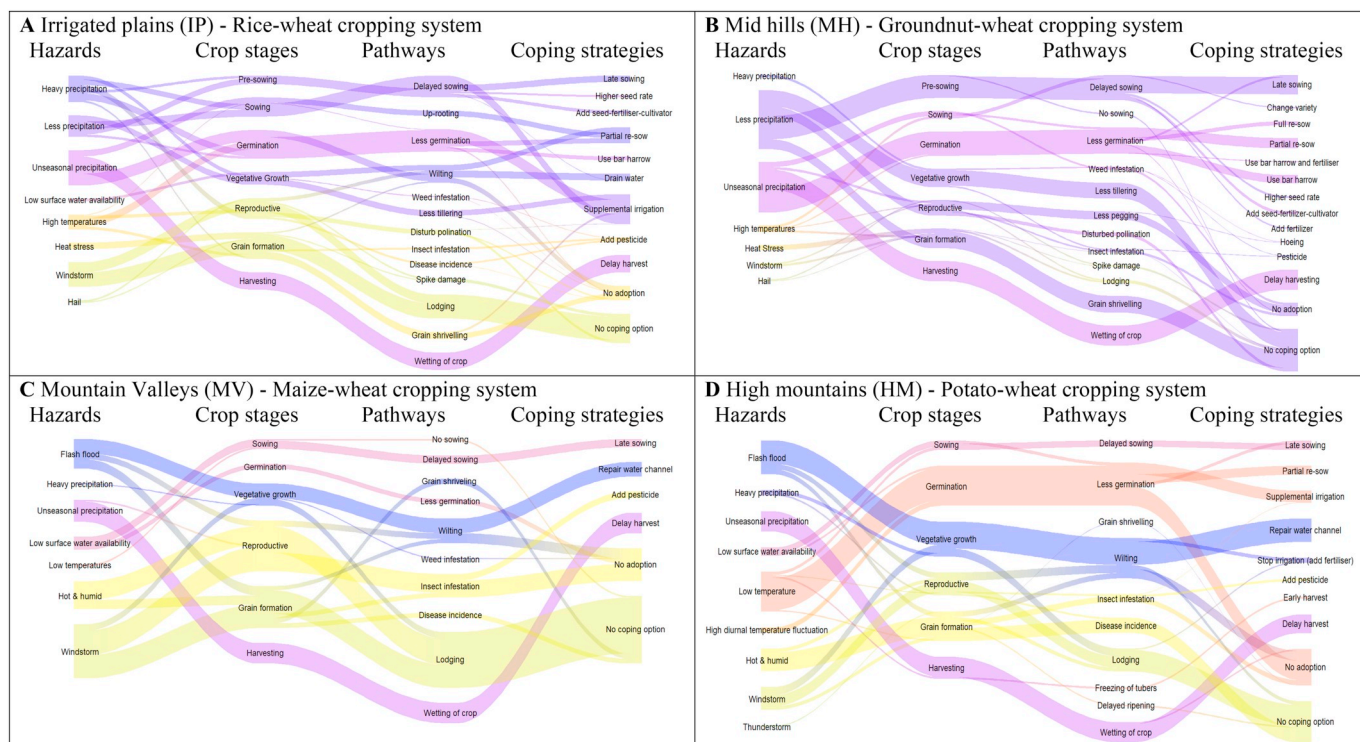 A Irrigated plains (IP) - Rice-wheat cropping system
Hazards Crop stages Pathways Coping strategies
Heavy precipitation
Less precipitation
Unseasonal precipitation
Low surface water availability
High temperatures
Heat stress
Windstorm
Hail
Pre-sowing
Sowing
Germination
Vegetative Growth
Reproductive
Grain formation
Harvesting
Delayed sowing
Up-rooting
Less germination
Wilting
Weed infestation
Less tillering
Disturb polination
Insect infestation
Disease incidence
Spike damage
Lodging
Grain shrivelling
Wetting of crop
Late sowing
Higher seed rate
Add seed-fertiliser-cultivator
Partial re-sow
Use bar harrow
Drain water
Supplemental irrigation
Add pesticide
Delay harvest
No adoption
No coping option
B Mid hills (MH) - Groundnut-wheat cropping system
Hazards Crop stages Pathways Coping strategies
Heavy precipitation
Less precipitation
Unseasonal precipitation
High temperatures
Heat Stress
Windstorm
Hail
Pre-sowing
Sowing
Germination
Vegetative growth
Reproductive
Grain formation
Harvesting
Delayed sowing
No sowing
Less germination
Weed infestation
Less tillering
Less pegging
Disturbed pollination
Insect infestation
Spike damage
Lodging
Grain shrivelling
Wetting of crop
Late sowing
Change variety
Full re-sow
Partial re-sow
Use bar harrow and fertiliser
Use bar harrow
Higher seed rate
Add seed-fertilizer-cultivator
Add fertilizer
Hoeing
Pesticide
Delay harvesting
No adoption
No coping option
C Mountain Valleys (MV) - Maize-wheat cropping system
Hazards Crop stages Pathways Coping strategies
Flash flood
Heavy precipitation
Unseasonal precipitation
Low surface water availability
Low temperatures
Hot & humid
Windstorm
Sowing
Germination
Vegetative growth
Reproductive
Grain formation
Harvesting
No sowing
Delayed sowing
Grain shriveling
Less germination
Wilting
Weed infestation
Insect infestation
Disease incidence
Lodging
Wetting of crop
Late sowing
Repair water channel
Add pesticide
Delay harvest
No adoption
No coping option
D High mountains (HM) - Potato-wheat cropping system
Hazards Crop stages Pathways Coping strategies
Flash flood
Heavy precipitation
Unseasonal precipitation
Low surface water availability
Low temperature
High diurnal temperature fluctuation
Hot & humid
Windstorm
Thunderstorm
Sowing
Germination
Vegetative growth
Reproductive
Grain formation
Harvesting
Delayed sowing
Less germination
Grain shrivelling
Wilting
Insect infestation
Disease incidence
Lodging
Freezing of tubers
Delayed ripening
Wetting of crop
Late sowing
Partial re-sow
Supplemental irrigation
Repair water channel
Stop irrigation (add fertiliser)
Add pesticide
Early harvest
Delay harvest
No adoption
No coping option